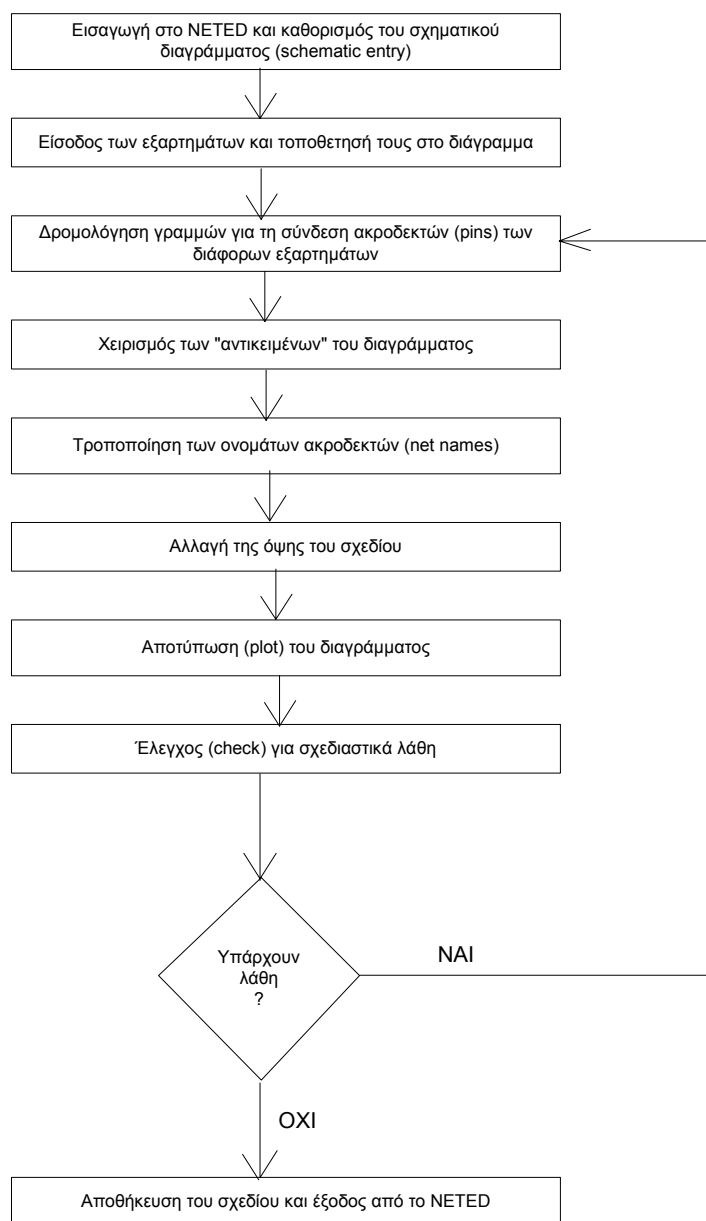 Εισαγωγή στο NETED και καθορισμός του σχηματικού
διαγράμματος (schematic entry)
Είσοδος των εξαρτημάτων και τοποθετησή τους στο διάγραμμα
Δρομολόγηση γραμμών για τη σύνδεση ακροδεκτών (pins) των
διάφορων εξαρτημάτων
Χειρισμός των "αντικειμένων" του διαγράμματος
Τροποποίηση των ονομάτων ακροδεκτών (net names)
Αλλαγή της όψης του σχεδίου
Αποτύπωση (plot) του διαγράμματος
Έλεγχος (check) για σχεδιαστικά λάθη
Υπάρχουν
λάθη
?
ΝΑΙ
ΟΧΙ
Αποθήκευση του σχεδίου και έξοδος από το NETED